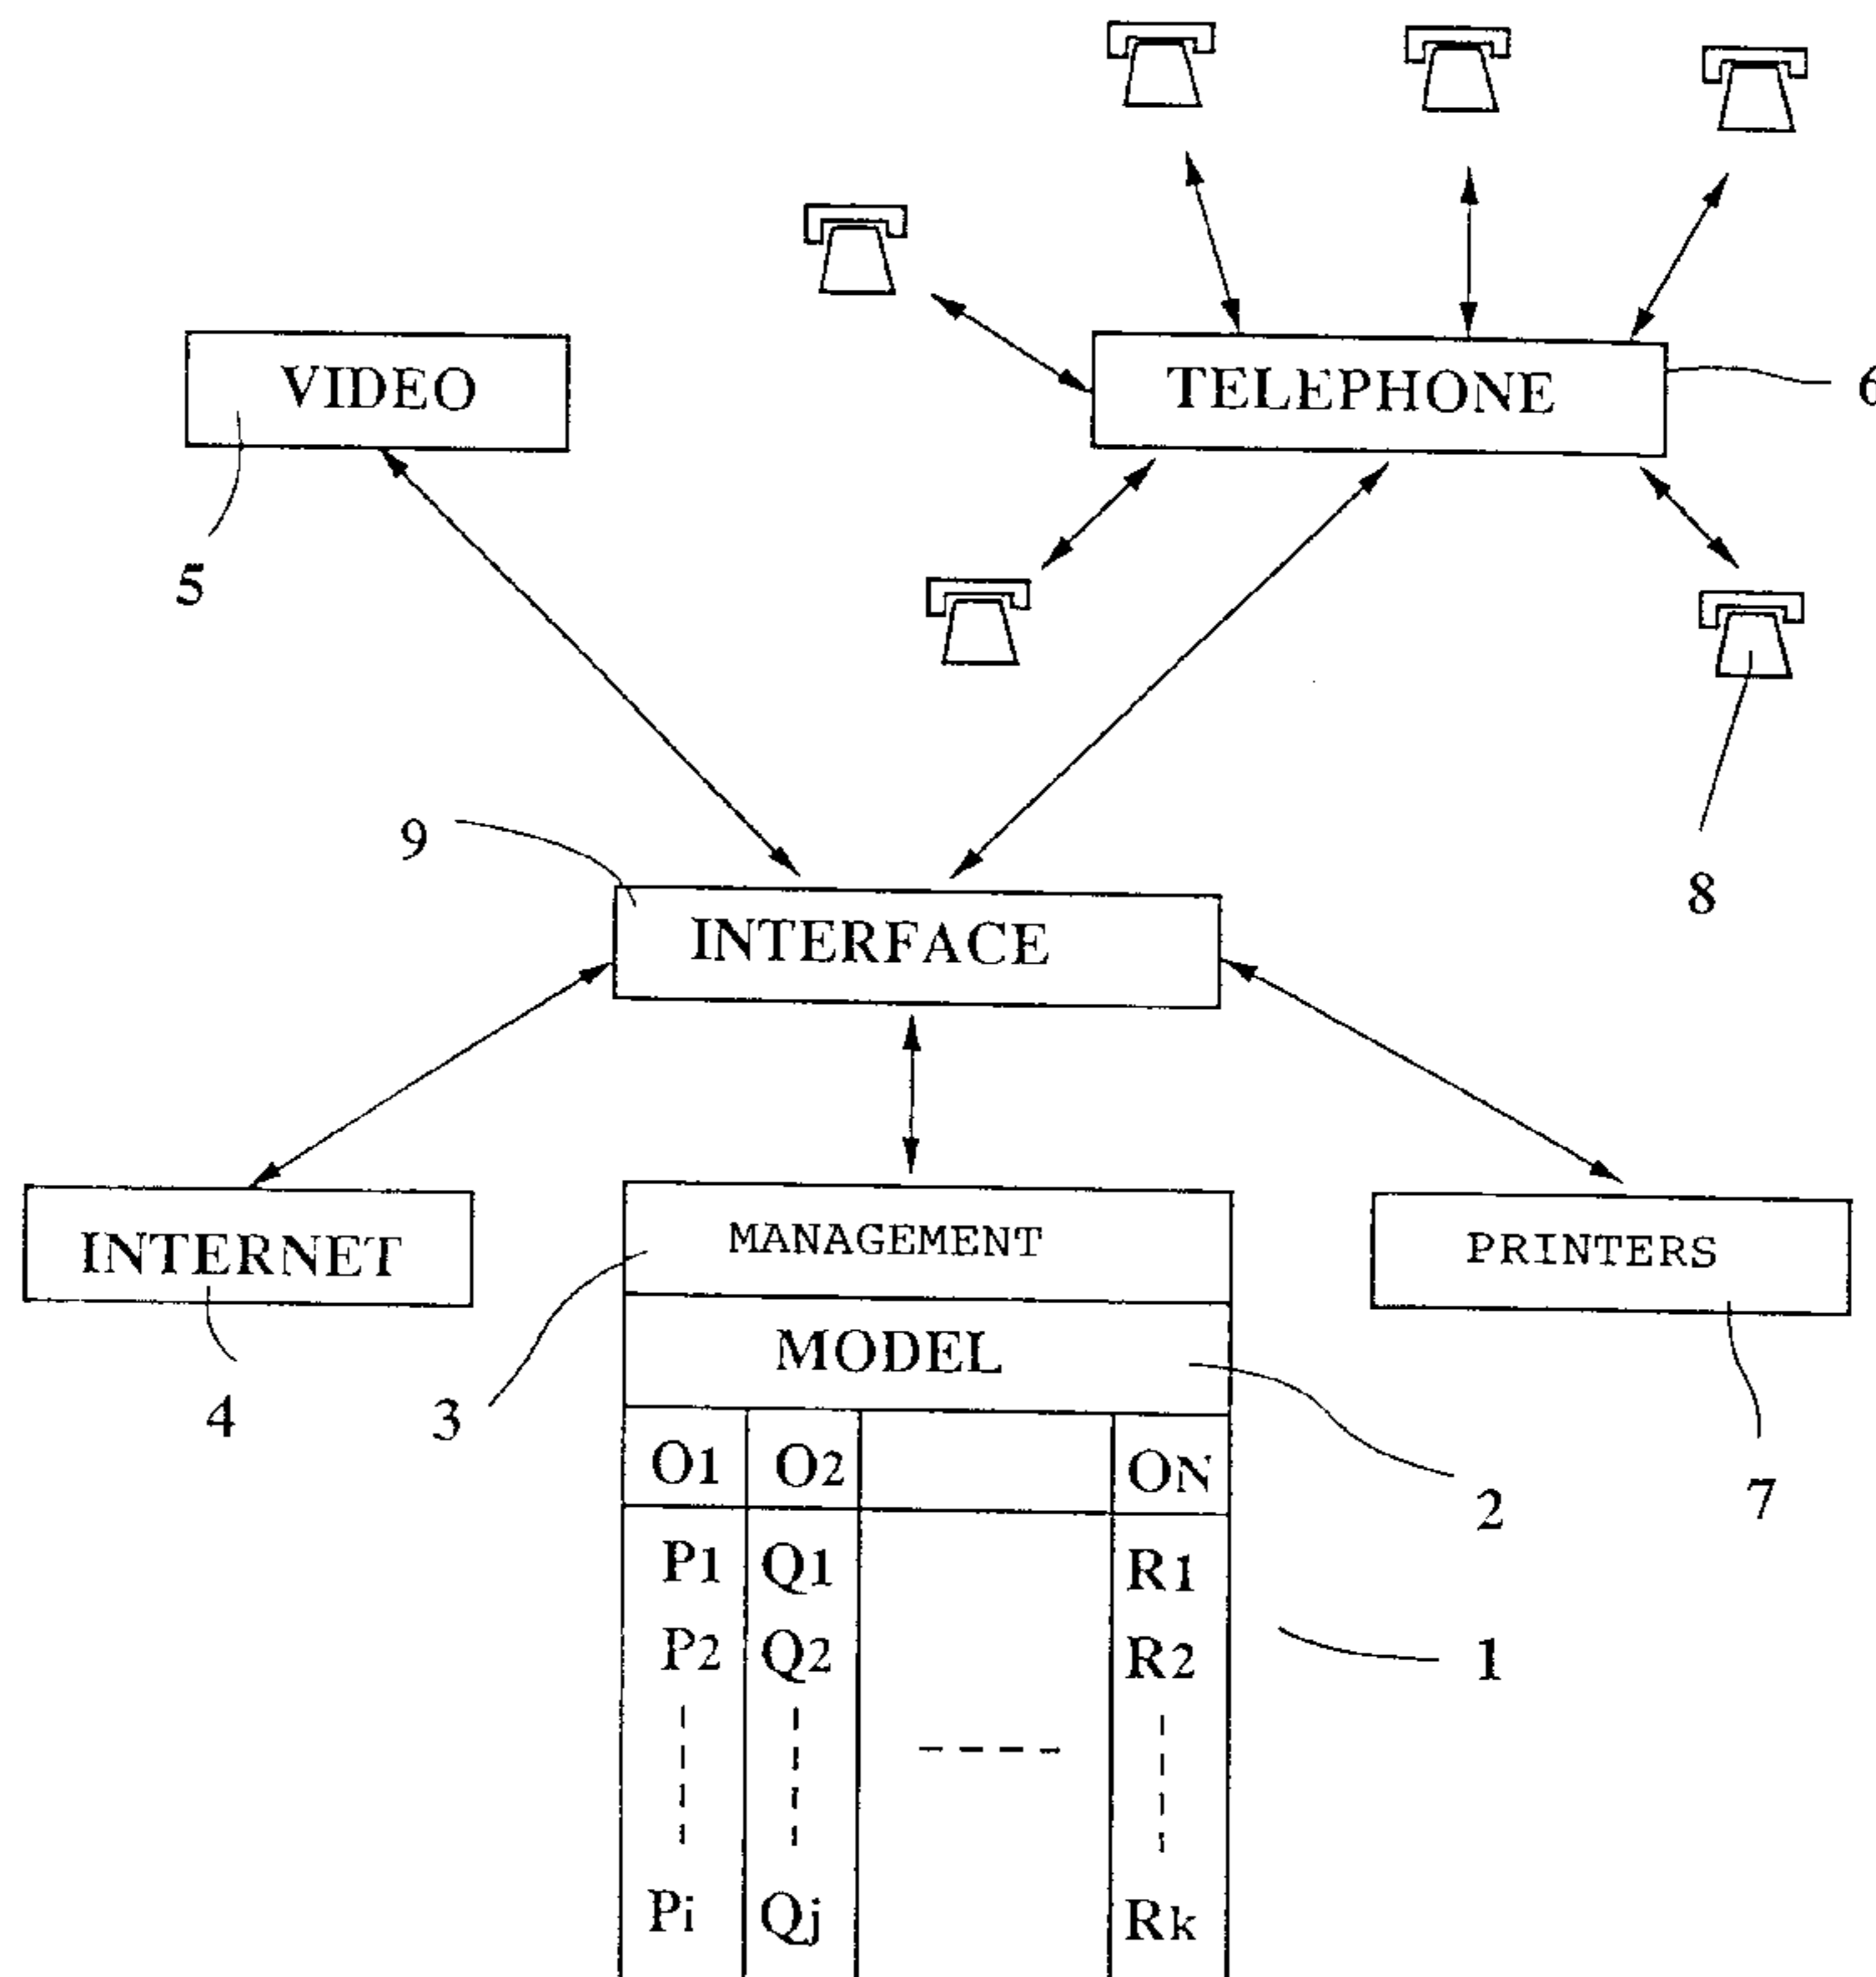 VIDEO
TELEPHONE
6
5
9
8
INTERFACE
INTERNET
MANAGEMENT
PRINTERS
MODEL
4
3
O1 O2 ON
2
7
P1 Q1 R1
P2 Q2 R2
1
Pi Qj Rk